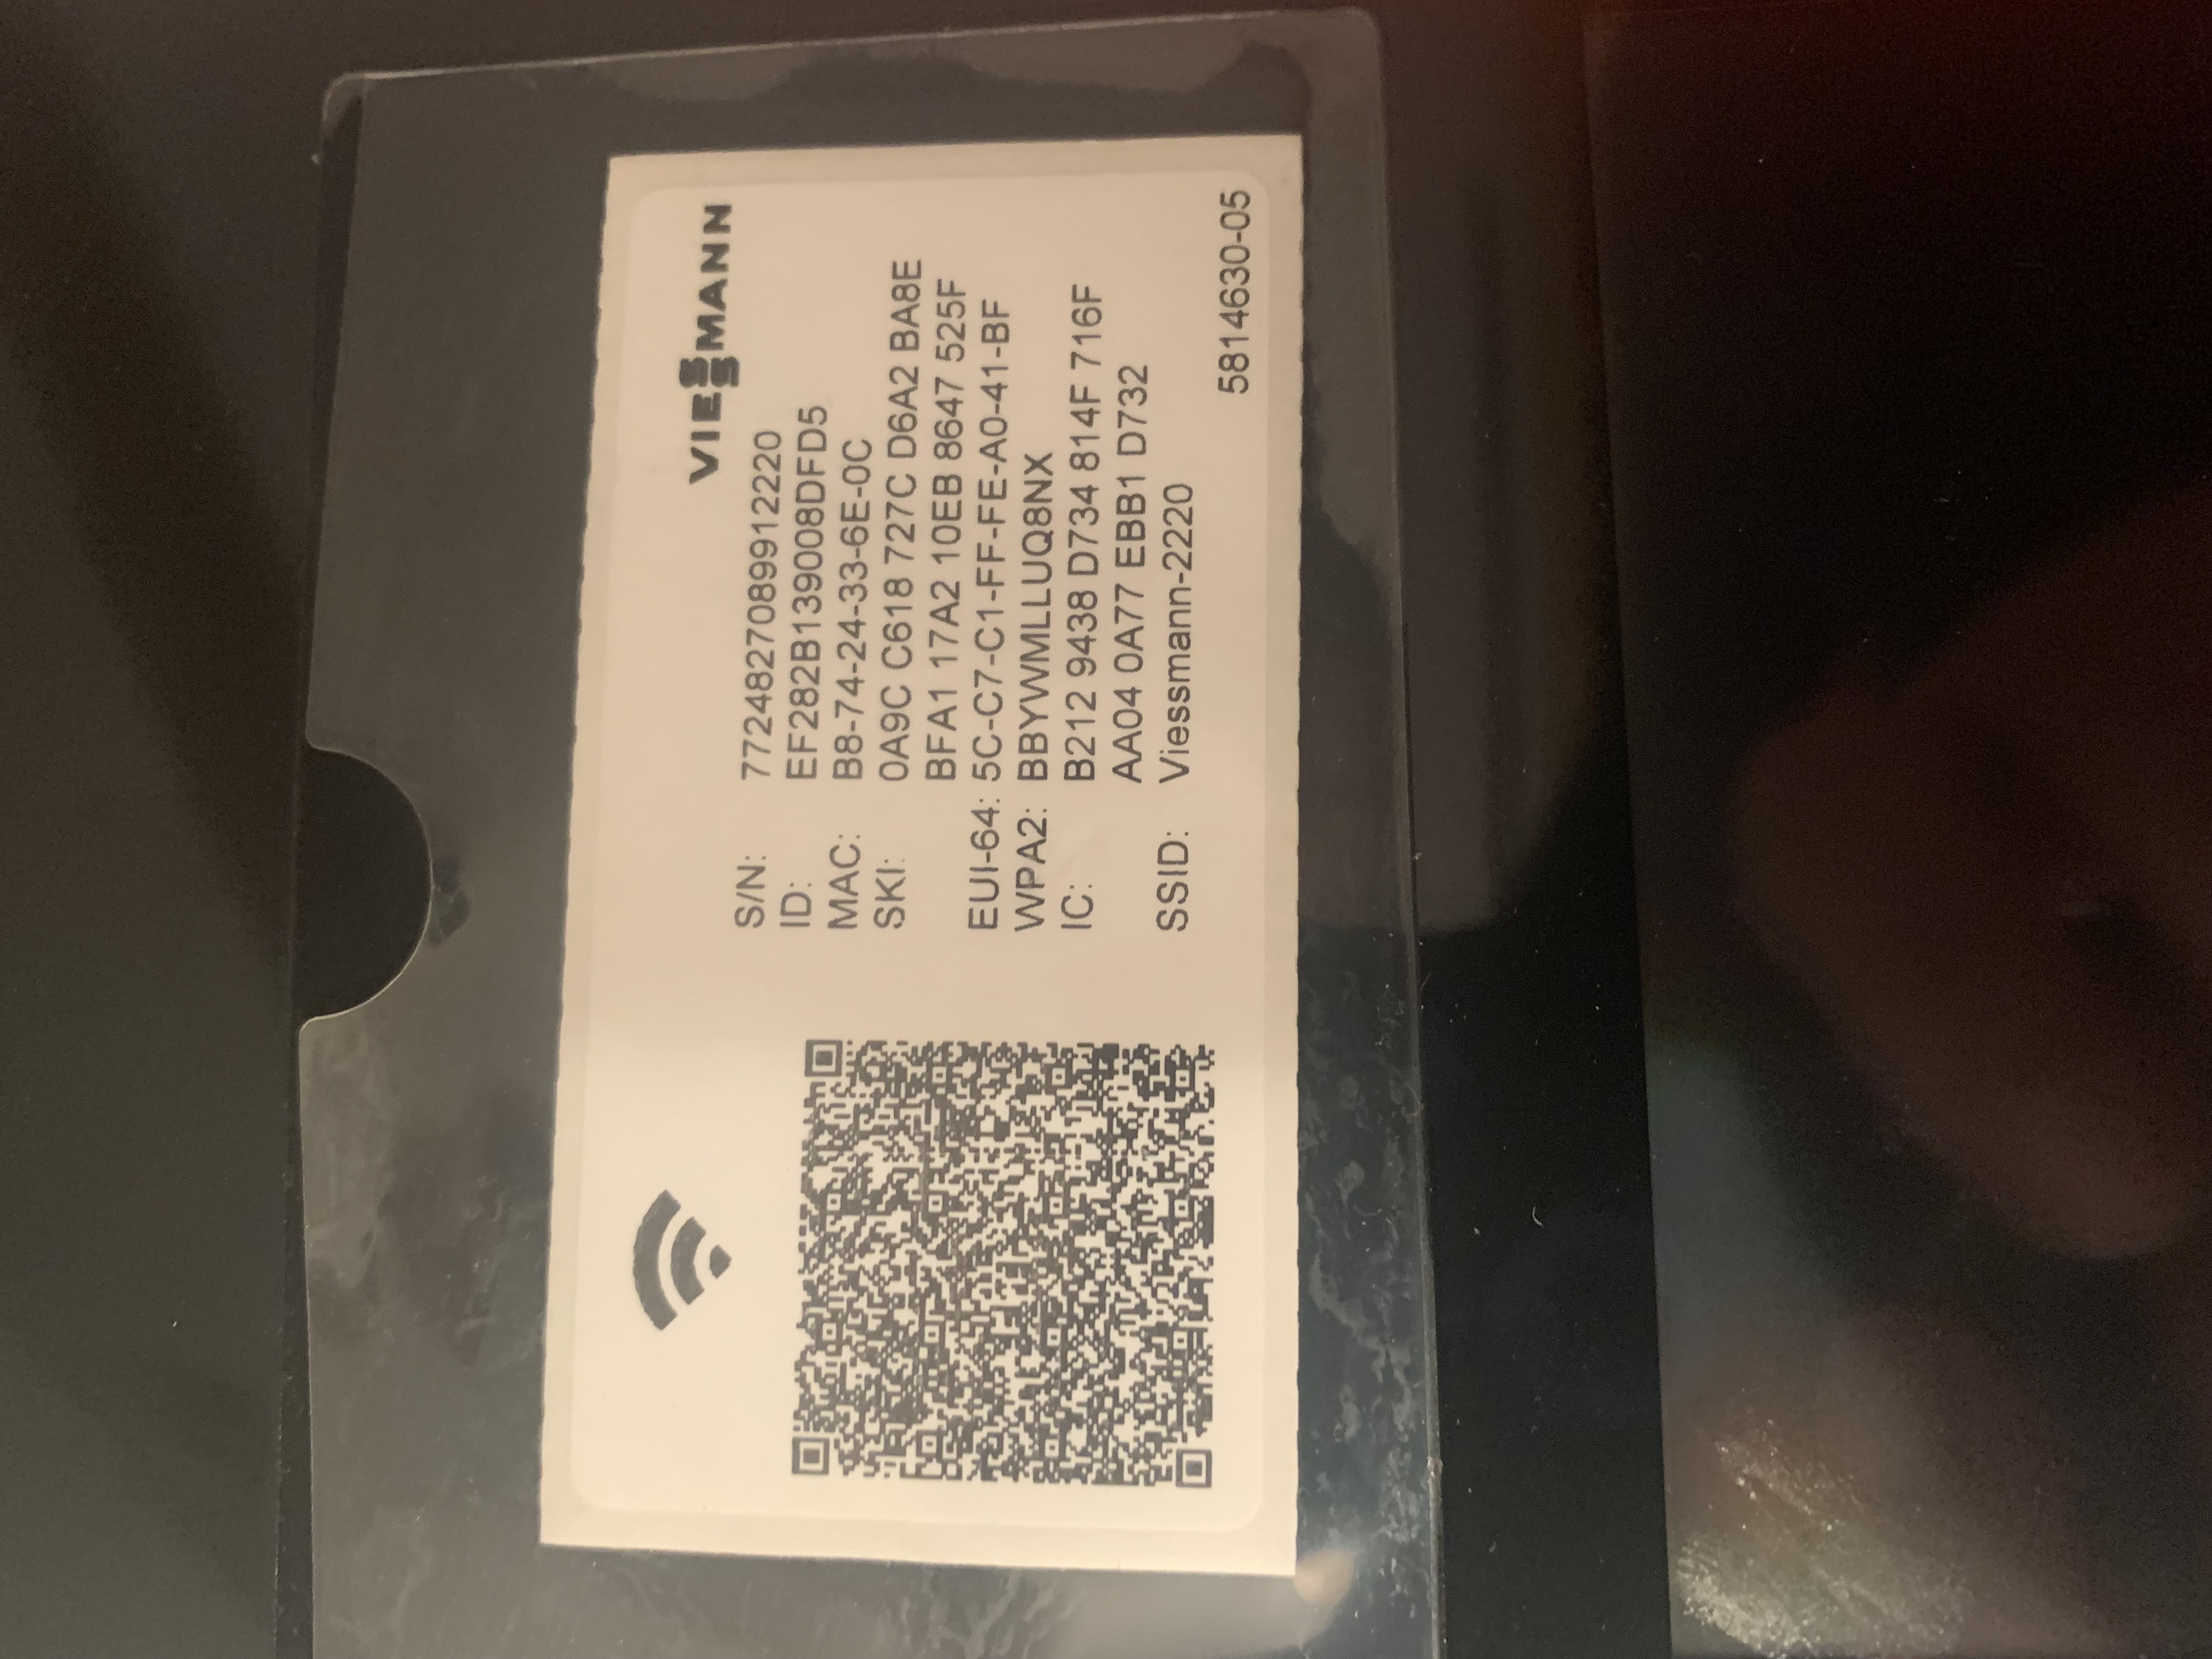 VIESSMANN
S/N: 7724827089912220
ID: EF282B139008DFD5
MAC: B8-74-24-33-6E-0C
SKI: 0A9C C618 727C D6A2 BA8E
BFA1 17A2 10EB 8647 525F
EUI-64: 5C-C7-C1-FF-FE-A0-41-BF
WPA2: BBYWMLLUQ8NX
IC: B212 9438 D734 814F 716F
AA04 0A77 EBB1 D732
SSID: Viessmann-2220
5814630-05